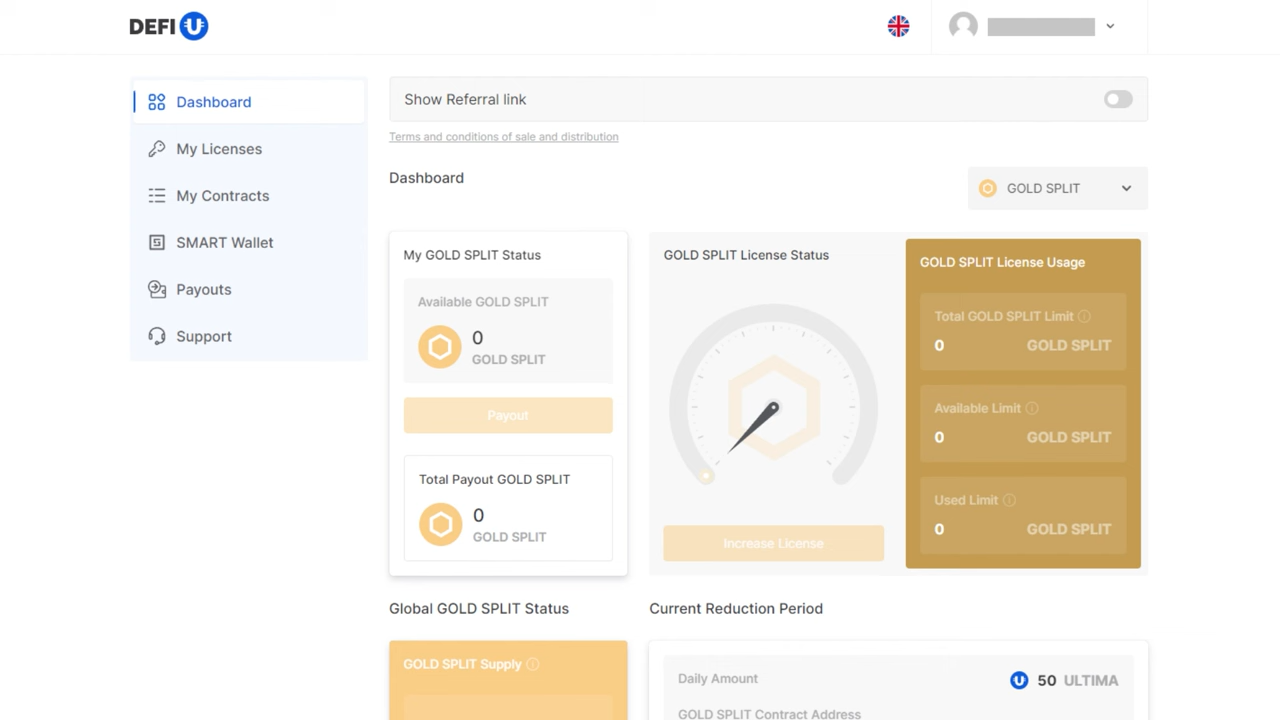 DEFI U
Dashboard
My Licenses
My Contracts
SMART Wallet
Payouts
Support
Show Referral link
Terms and conditions of sale and distribution
Dashboard
GOLD SPLIT
My GOLD SPLIT Status
Available GOLD SPLIT
0
GOLD SPLIT
Payout
Total Payout GOLD SPLIT
0
GOLD SPLIT
GOLD SPLIT License Status
Increase License
GOLD SPLIT License Usage
Total GOLD SPLIT Limit
0 GOLD SPLIT
Available Limit
0 GOLD SPLIT
Used Limit
0 GOLD SPLIT
Global GOLD SPLIT Status
GOLD SPLIT Supply
Current Reduction Period
Daily Amount 50 ULTIMA
GOLD SPLIT Contract Address